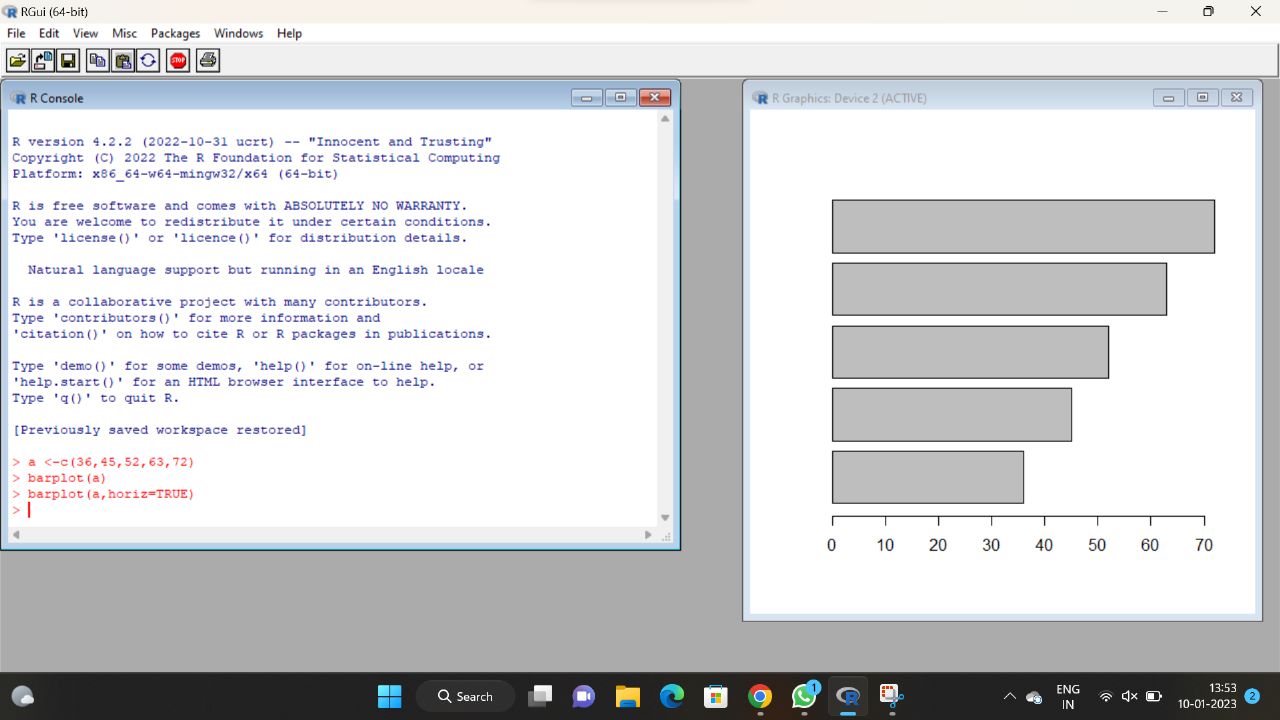 RGui (64-bit)
File Edit View Misc Packages Windows Help
STOP
R Console
R version 4.2.2 (2022-10-31 ucrt) -- "Innocent and Trusting"
Copyright (C) 2022 The R Foundation for Statistical Computing
Platform: x86_64-w64-mingw32/x64 (64-bit)
R is free software and comes with ABSOLUTELY NO WARRANTY.
You are welcome to redistribute it under certain conditions.
Type 'license()' or 'licence()' for distribution details.
Natural language support but running in an English locale
R is a collaborative project with many contributors.
Type 'contributors()' for more information and
'citation()' on how to cite R or R packages in publications.
Type 'demo()' for some demos, 'help()' for on-line help, or
'help.start()' for an HTML browser interface to help.
Type 'q()' to quit R.
[Previously saved workspace restored]
> a <-c(36,45,52,63,72)
> barplot(a)
> barplot(a,horiz=TRUE)
>
R Graphics: Device 2 (ACTIVE)
0 10 20 30 40 50 60 70
Search
1
ENG
IN
13:53
10-01-2023
2